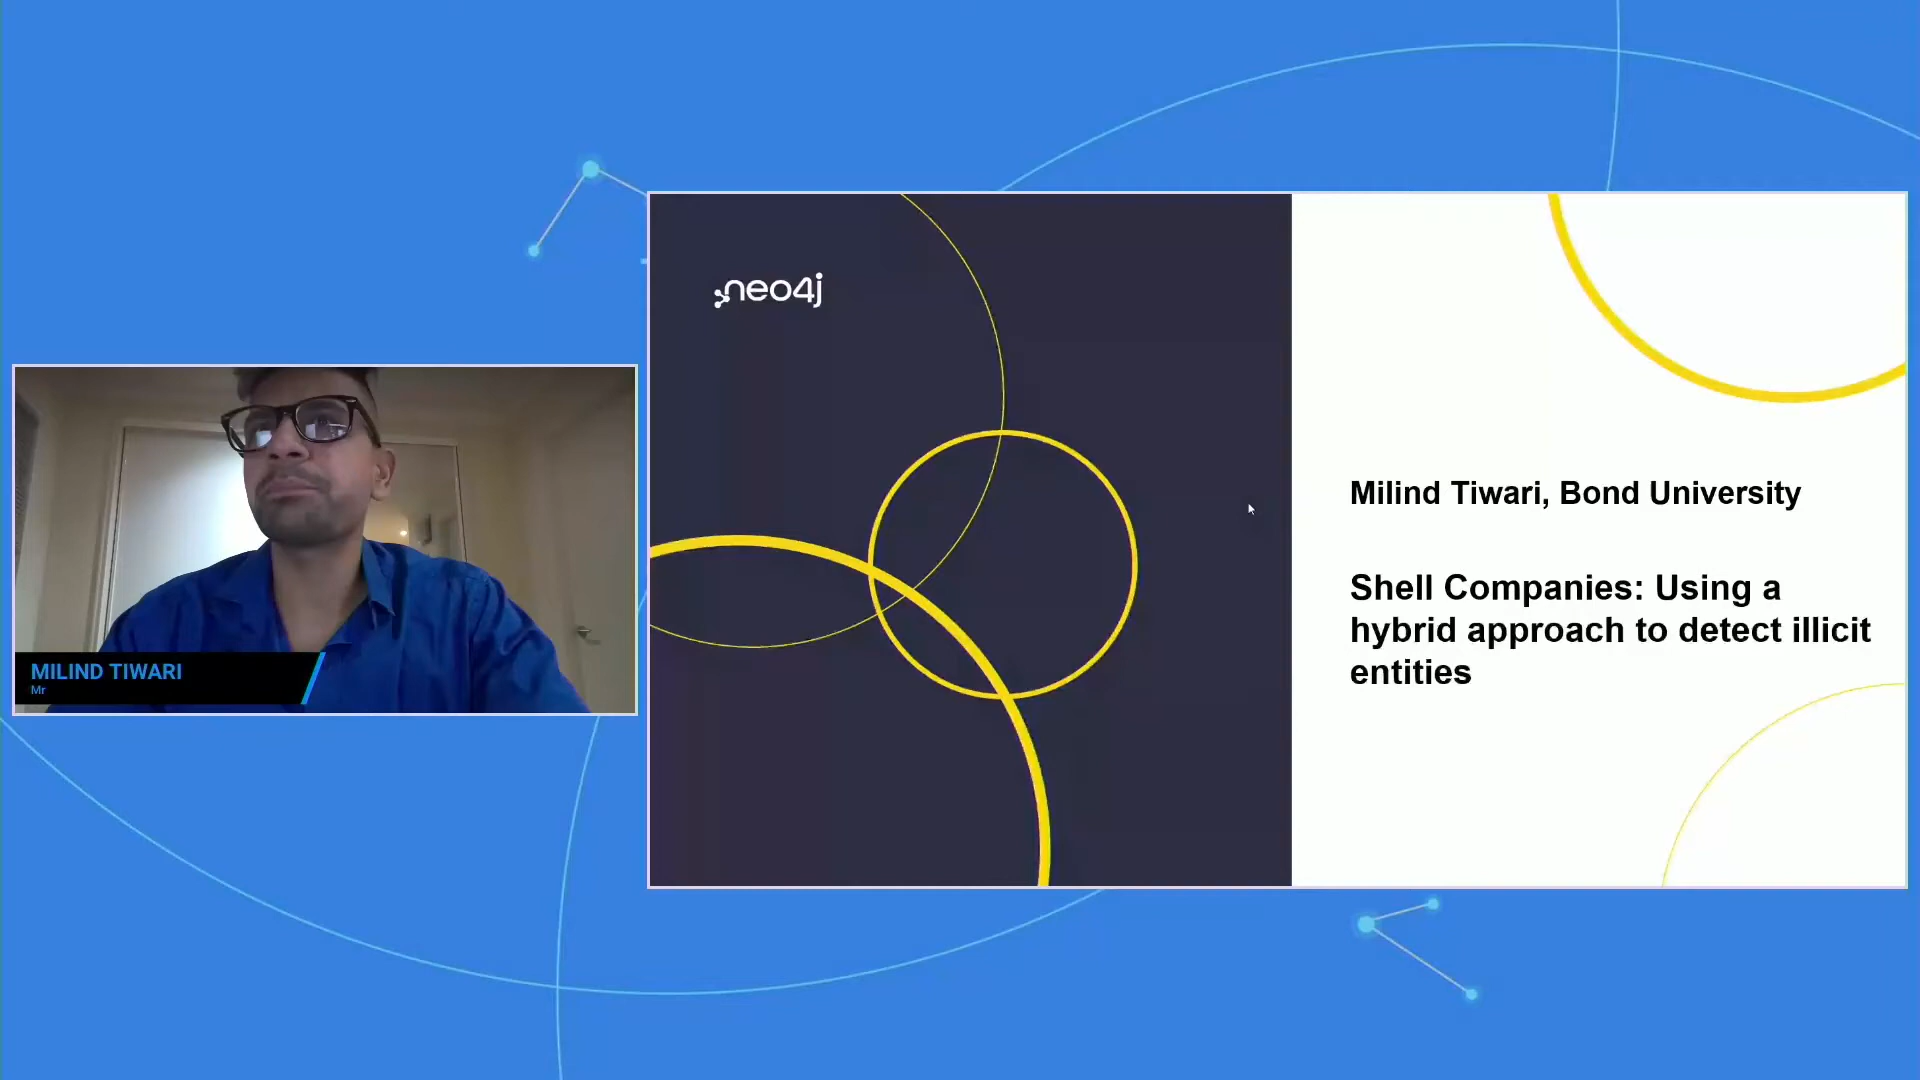 neo4j
Milind Tiwari, Bond University
Shell Companies: Using a
hybrid approach to detect illicit
entities
MILIND TIWARI
Mr